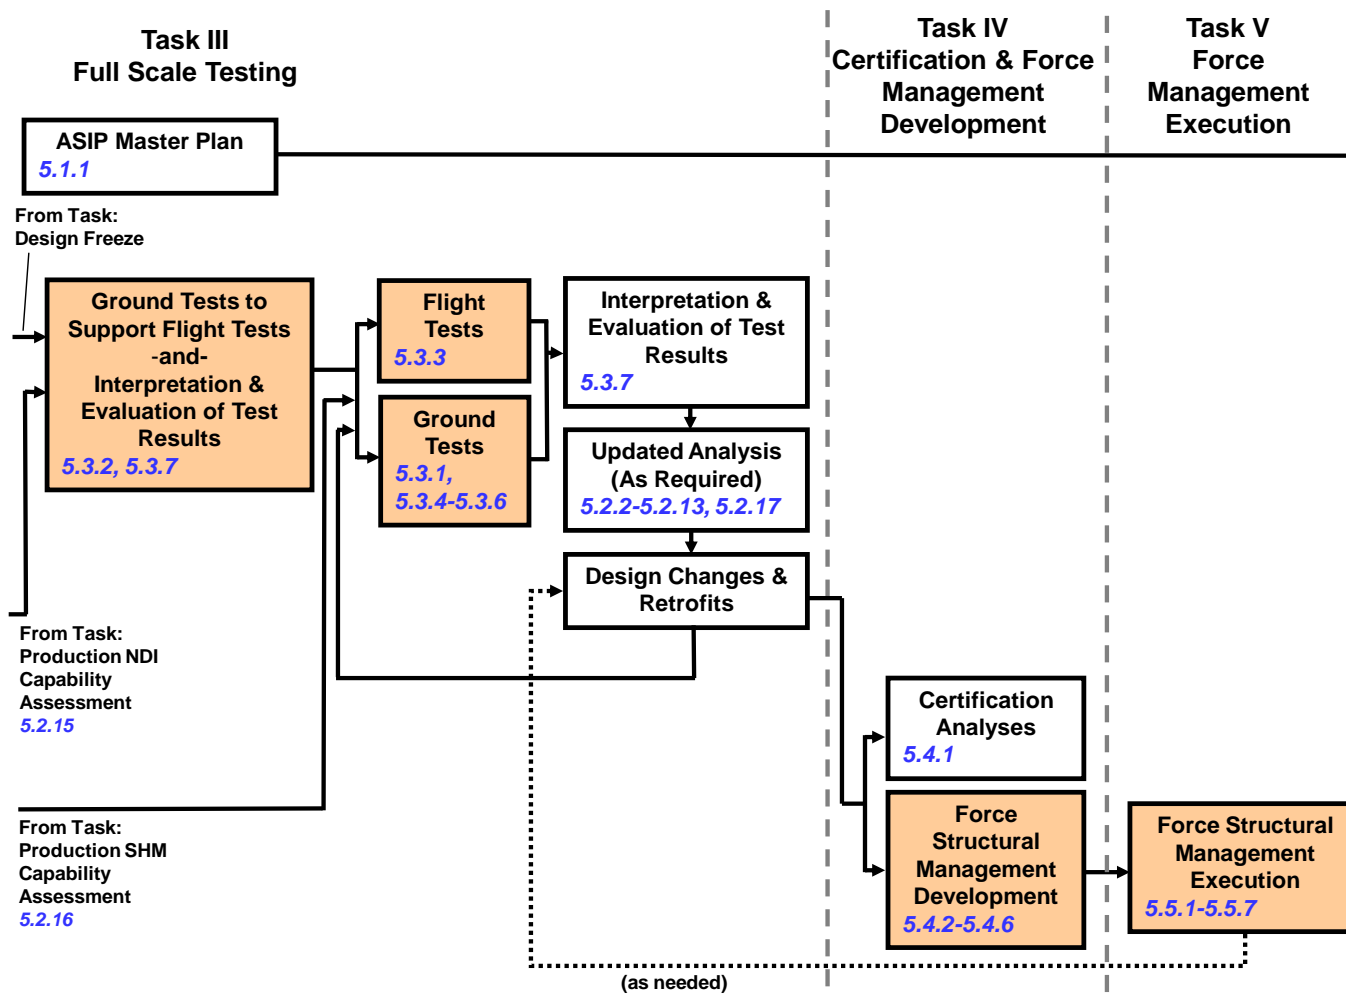 Task III
Full Scale Testing
Task IV
Certification & Force
Management
Development
Task V
Force
Management
Execution
ASIP Master Plan
5.1.1
From Task:
Design Freeze
Ground Tests to
Support Flight Tests
-and-
Interpretation &
Evaluation of Test
Results
5.3.2, 5.3.7
Flight
Tests
5.3.3
Ground
Tests
5.3.1,
5.3.4-5.3.6
Interpretation &
Evaluation of Test
Results
5.3.7
Updated Analysis
(As Required)
5.2.2-5.2.13, 5.2.17
Design Changes &
Retrofits
From Task:
Production NDI
Capability
Assessment
5.2.15
From Task:
Production SHM
Capability
Assessment
5.2.16
Certification
Analyses
5.4.1
Force
Structural
Management
Development
5.4.2-5.4.6
Force Structural
Management
Execution
5.5.1-5.5.7
(as needed)